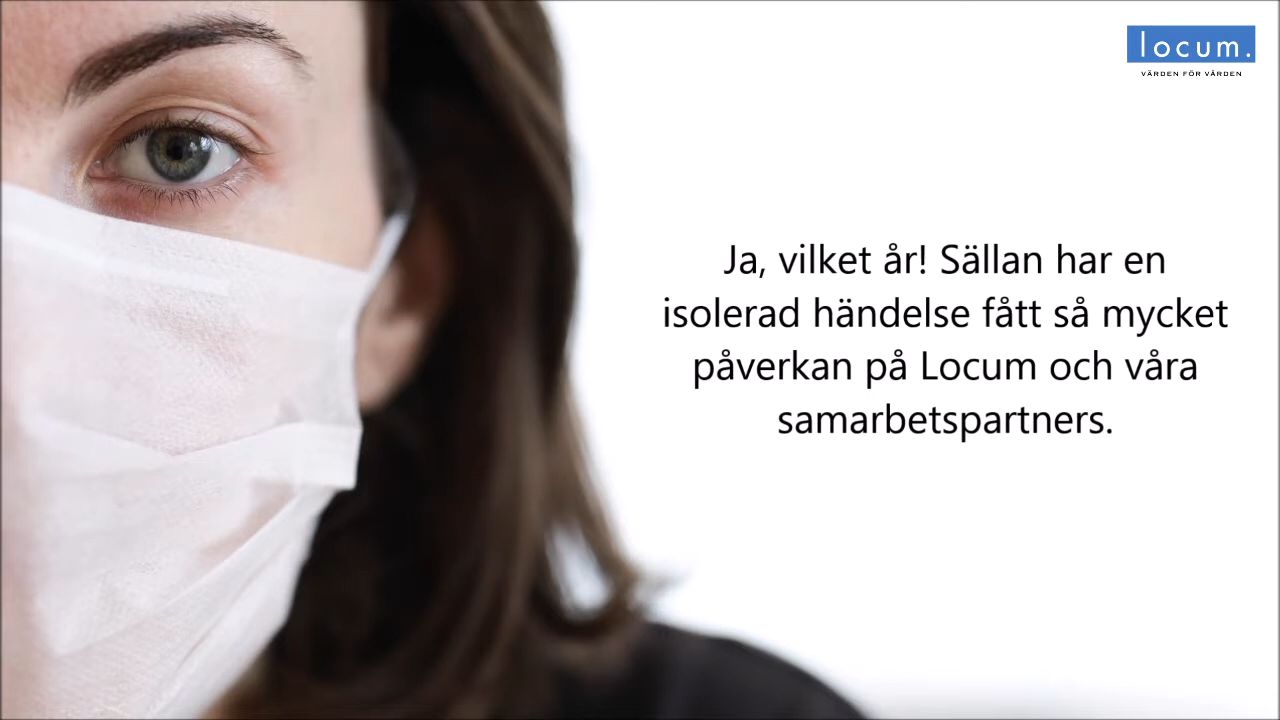 locum.
VÄRDEN FÖR VÅRDEN
Ja, vilket år! Sällan har en
isolerad händelse fått så mycket
påverkan på Locum och våra
samarbetspartners.